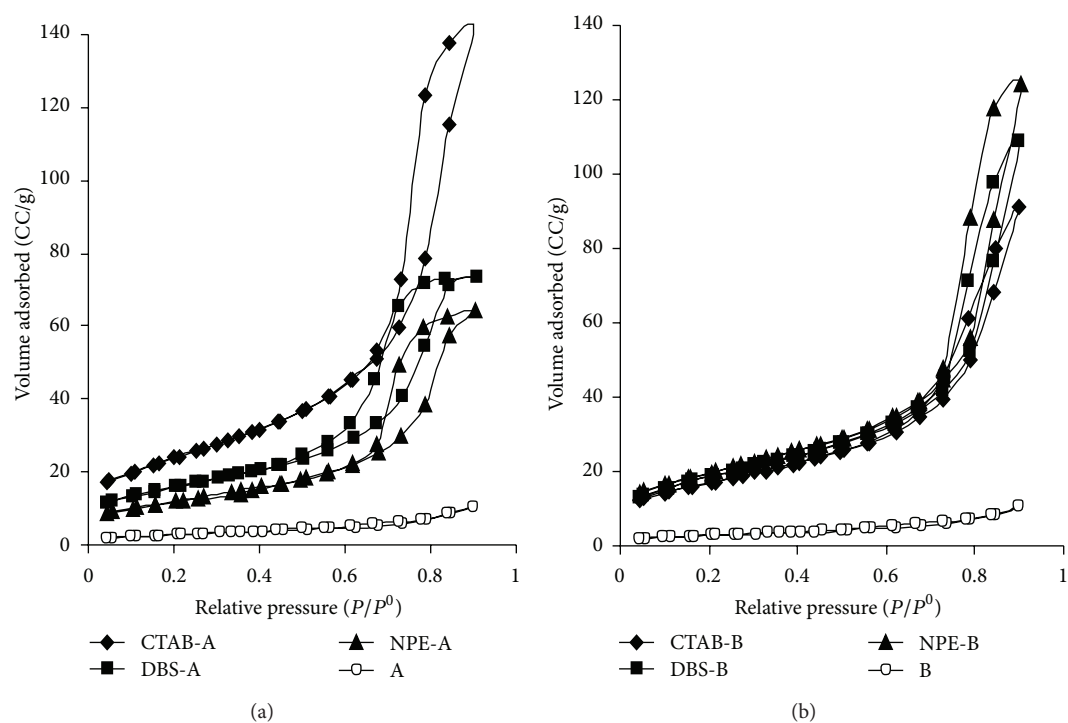 140
120
100
80
60
40
20
0
Volume adsorbed (CC/g)
0 0.2 0.4 0.6 0.8 1
Relative pressure (P/P⁰)
CTAB-A NPE-A
DBS-A A
(a)
140
120
100
80
60
40
20
0
Volume adsorbed (CC/g)
0 0.2 0.4 0.6 0.8 1
Relative pressure (P/P⁰)
CTAB-B NPE-B
DBS-B B
(b)